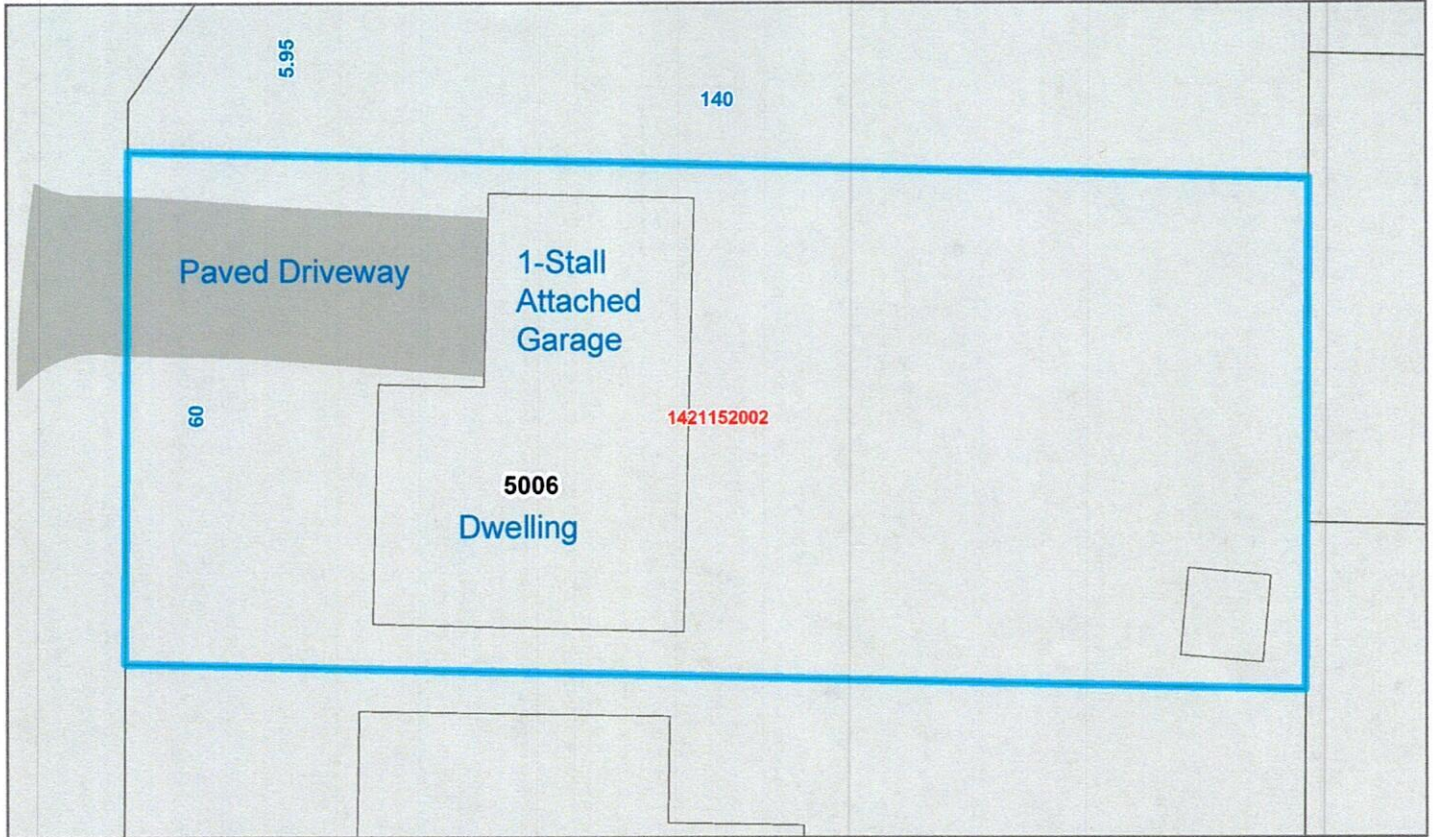 5.95
140
Paved Driveway
1-Stall
Attached
Garage
60
1421152002
5006
Dwelling